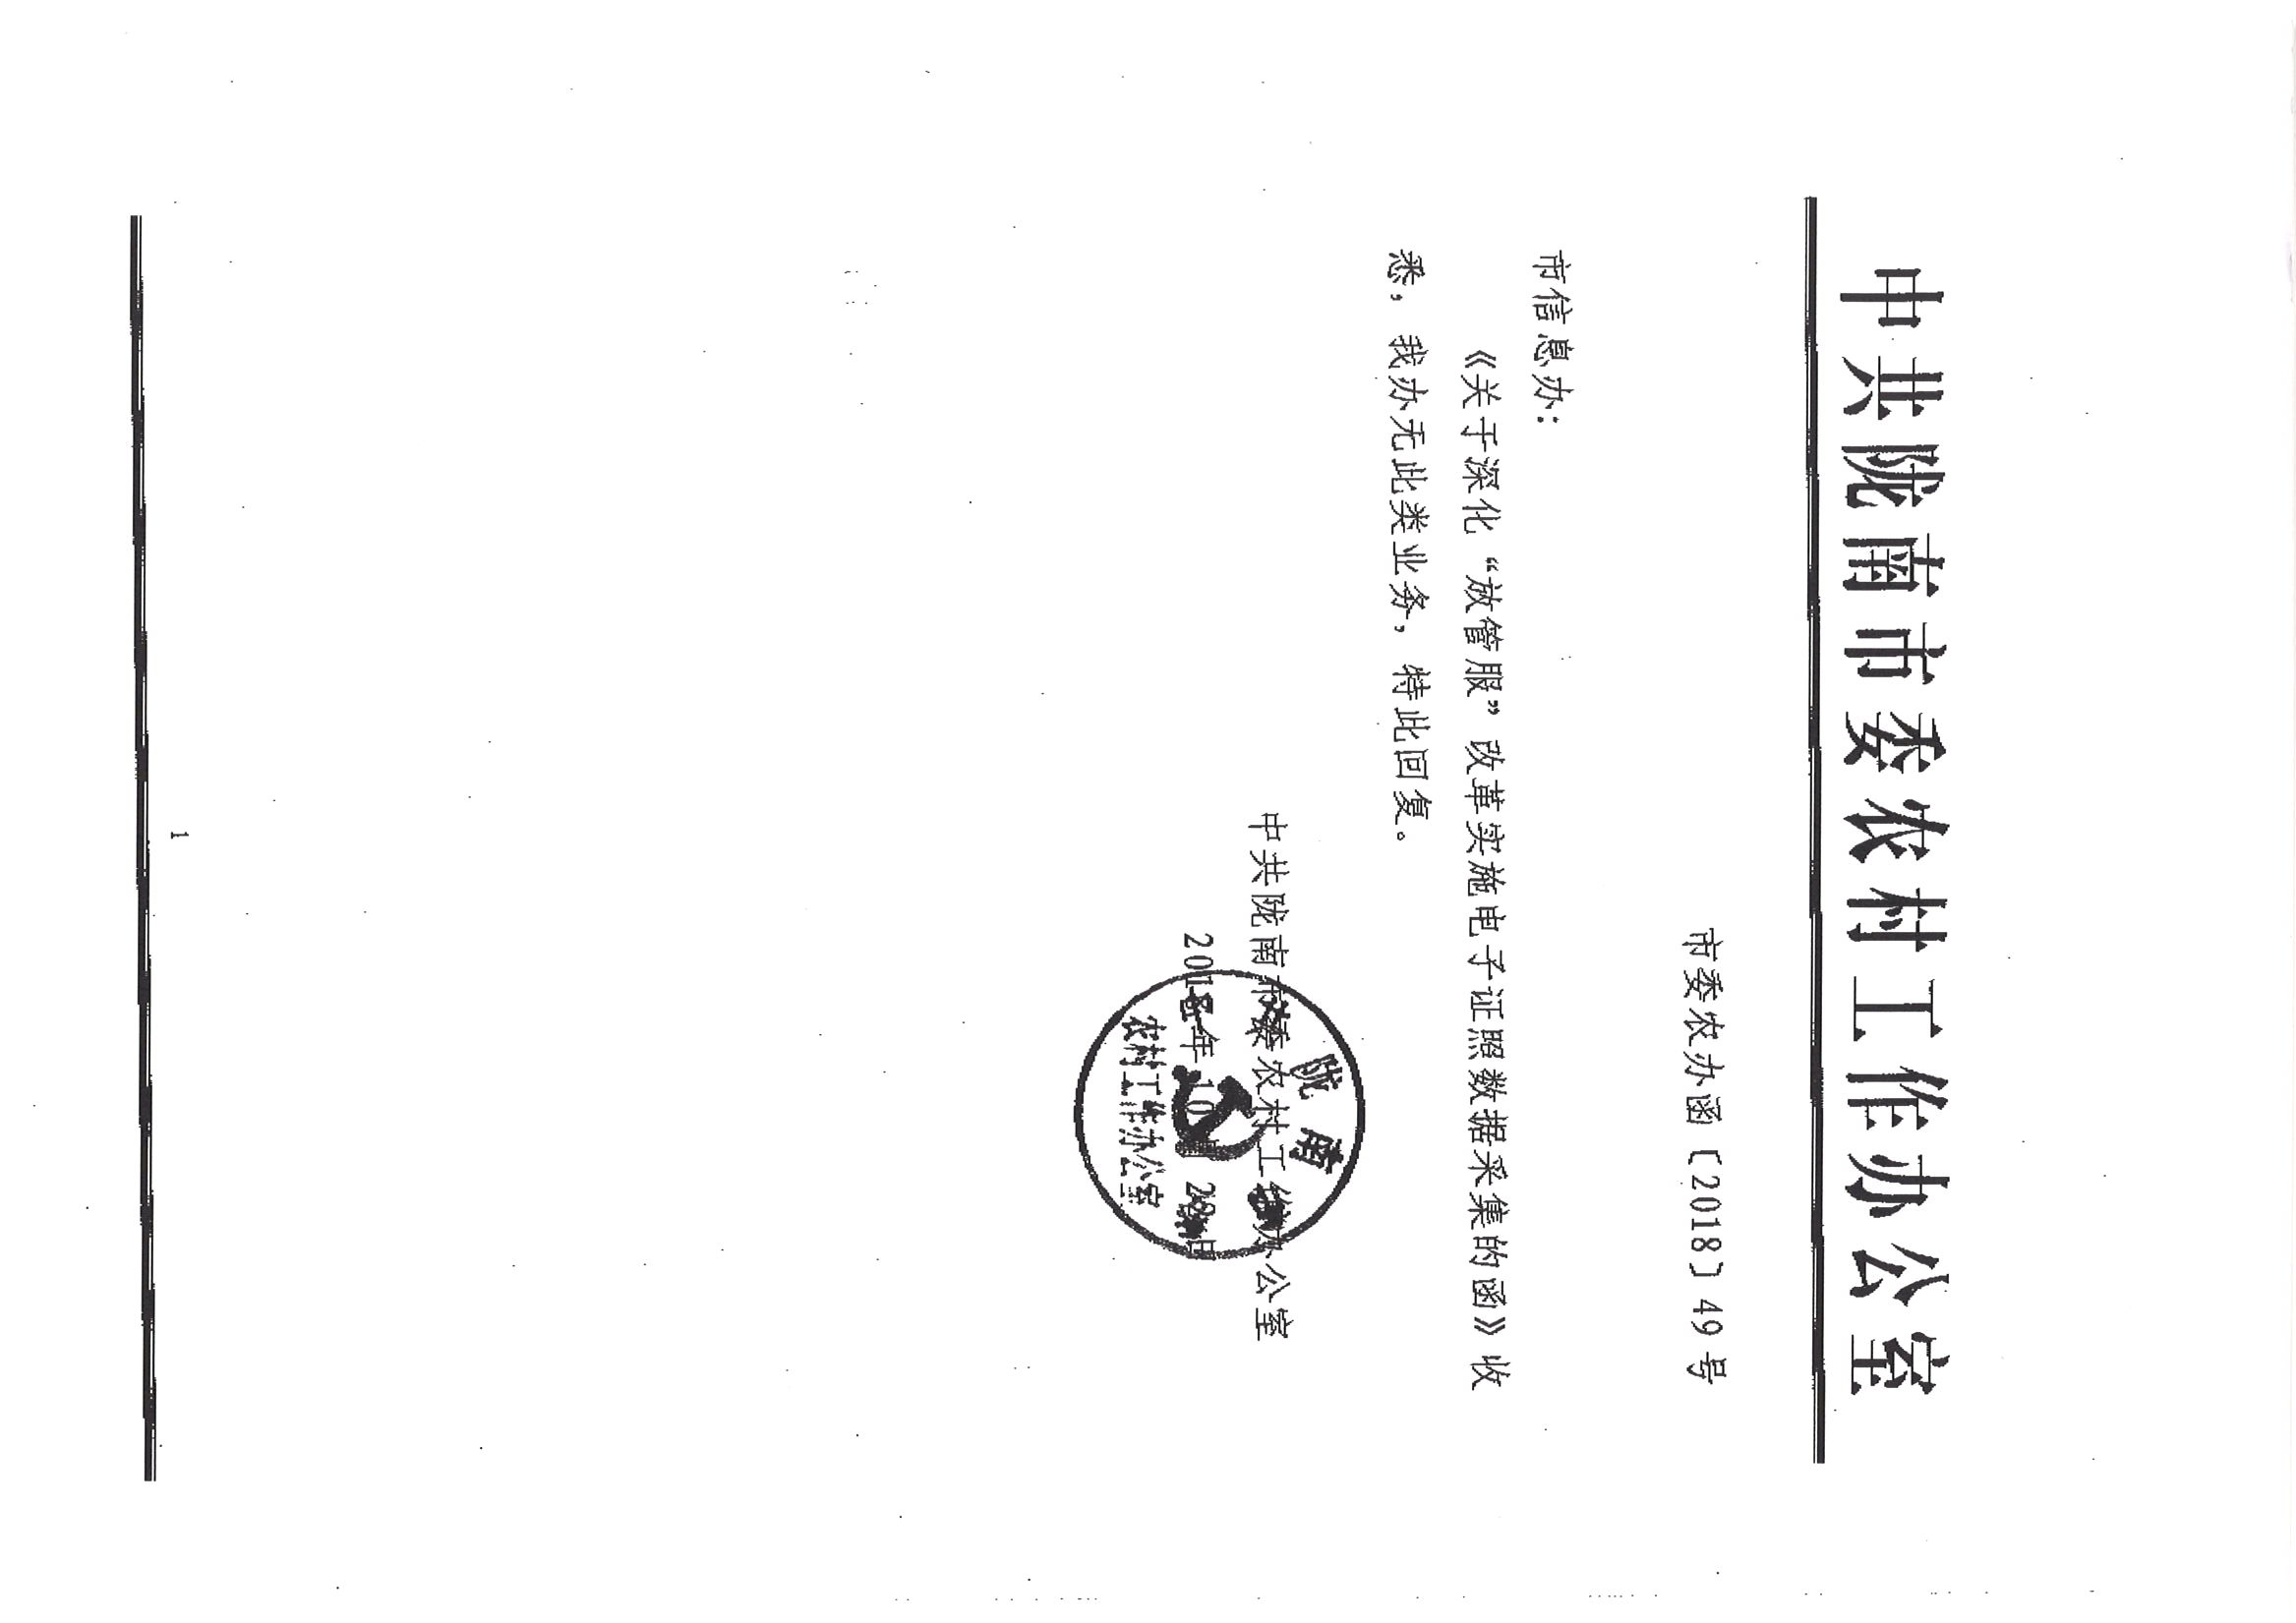 中共陇南市委农村工作办公室
市委农办函〔2018〕49号
市信息办:
《关于深化“放管服”改革实施电子证照数据采集的函》收
悉，我办无此类业务，特此回复。
陇南
中共陇南市委农村工作办公室
2018年10月 日
农村工作办公室
1